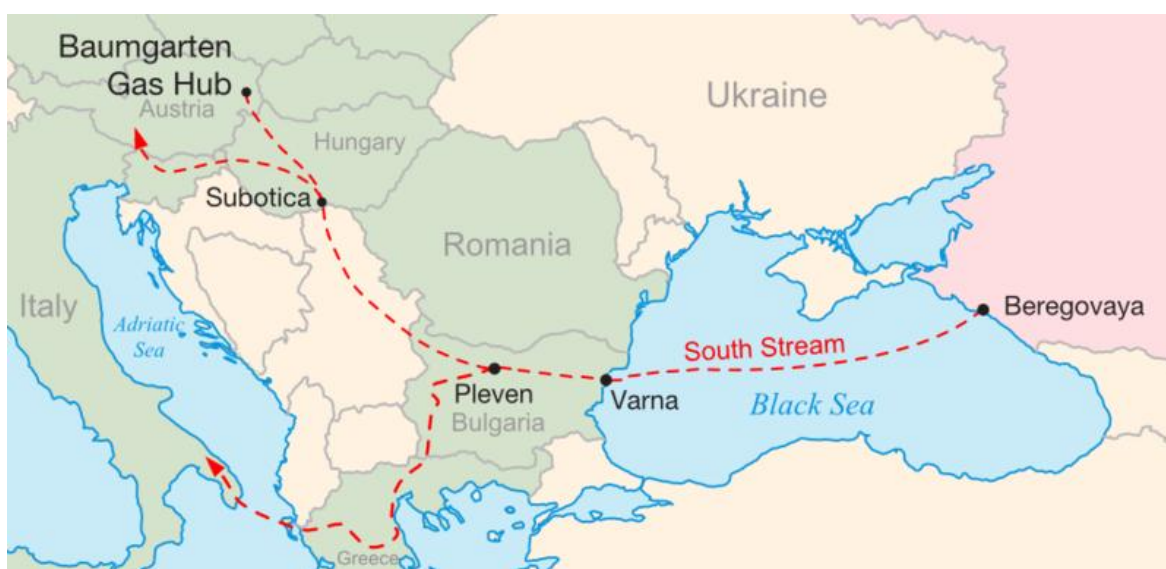 Baumgarten
Gas Hub
Austria
Ukraine
Hungary
Subotica
Romania
Italy
Adriatic
Sea
Beregovaya
South Stream
Pleven
Varna
Black Sea
Bulgaria
Greece